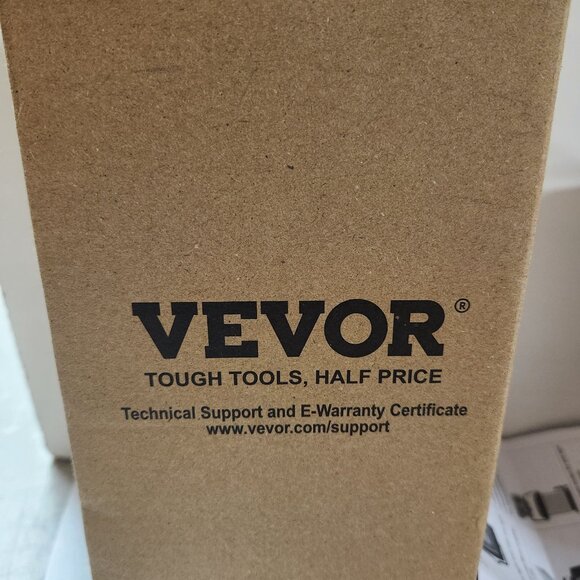 VEVOR®
TOUGH TOOLS, HALF PRICE
Technical Support and E-Warranty Certificate
www.vevor.com/support